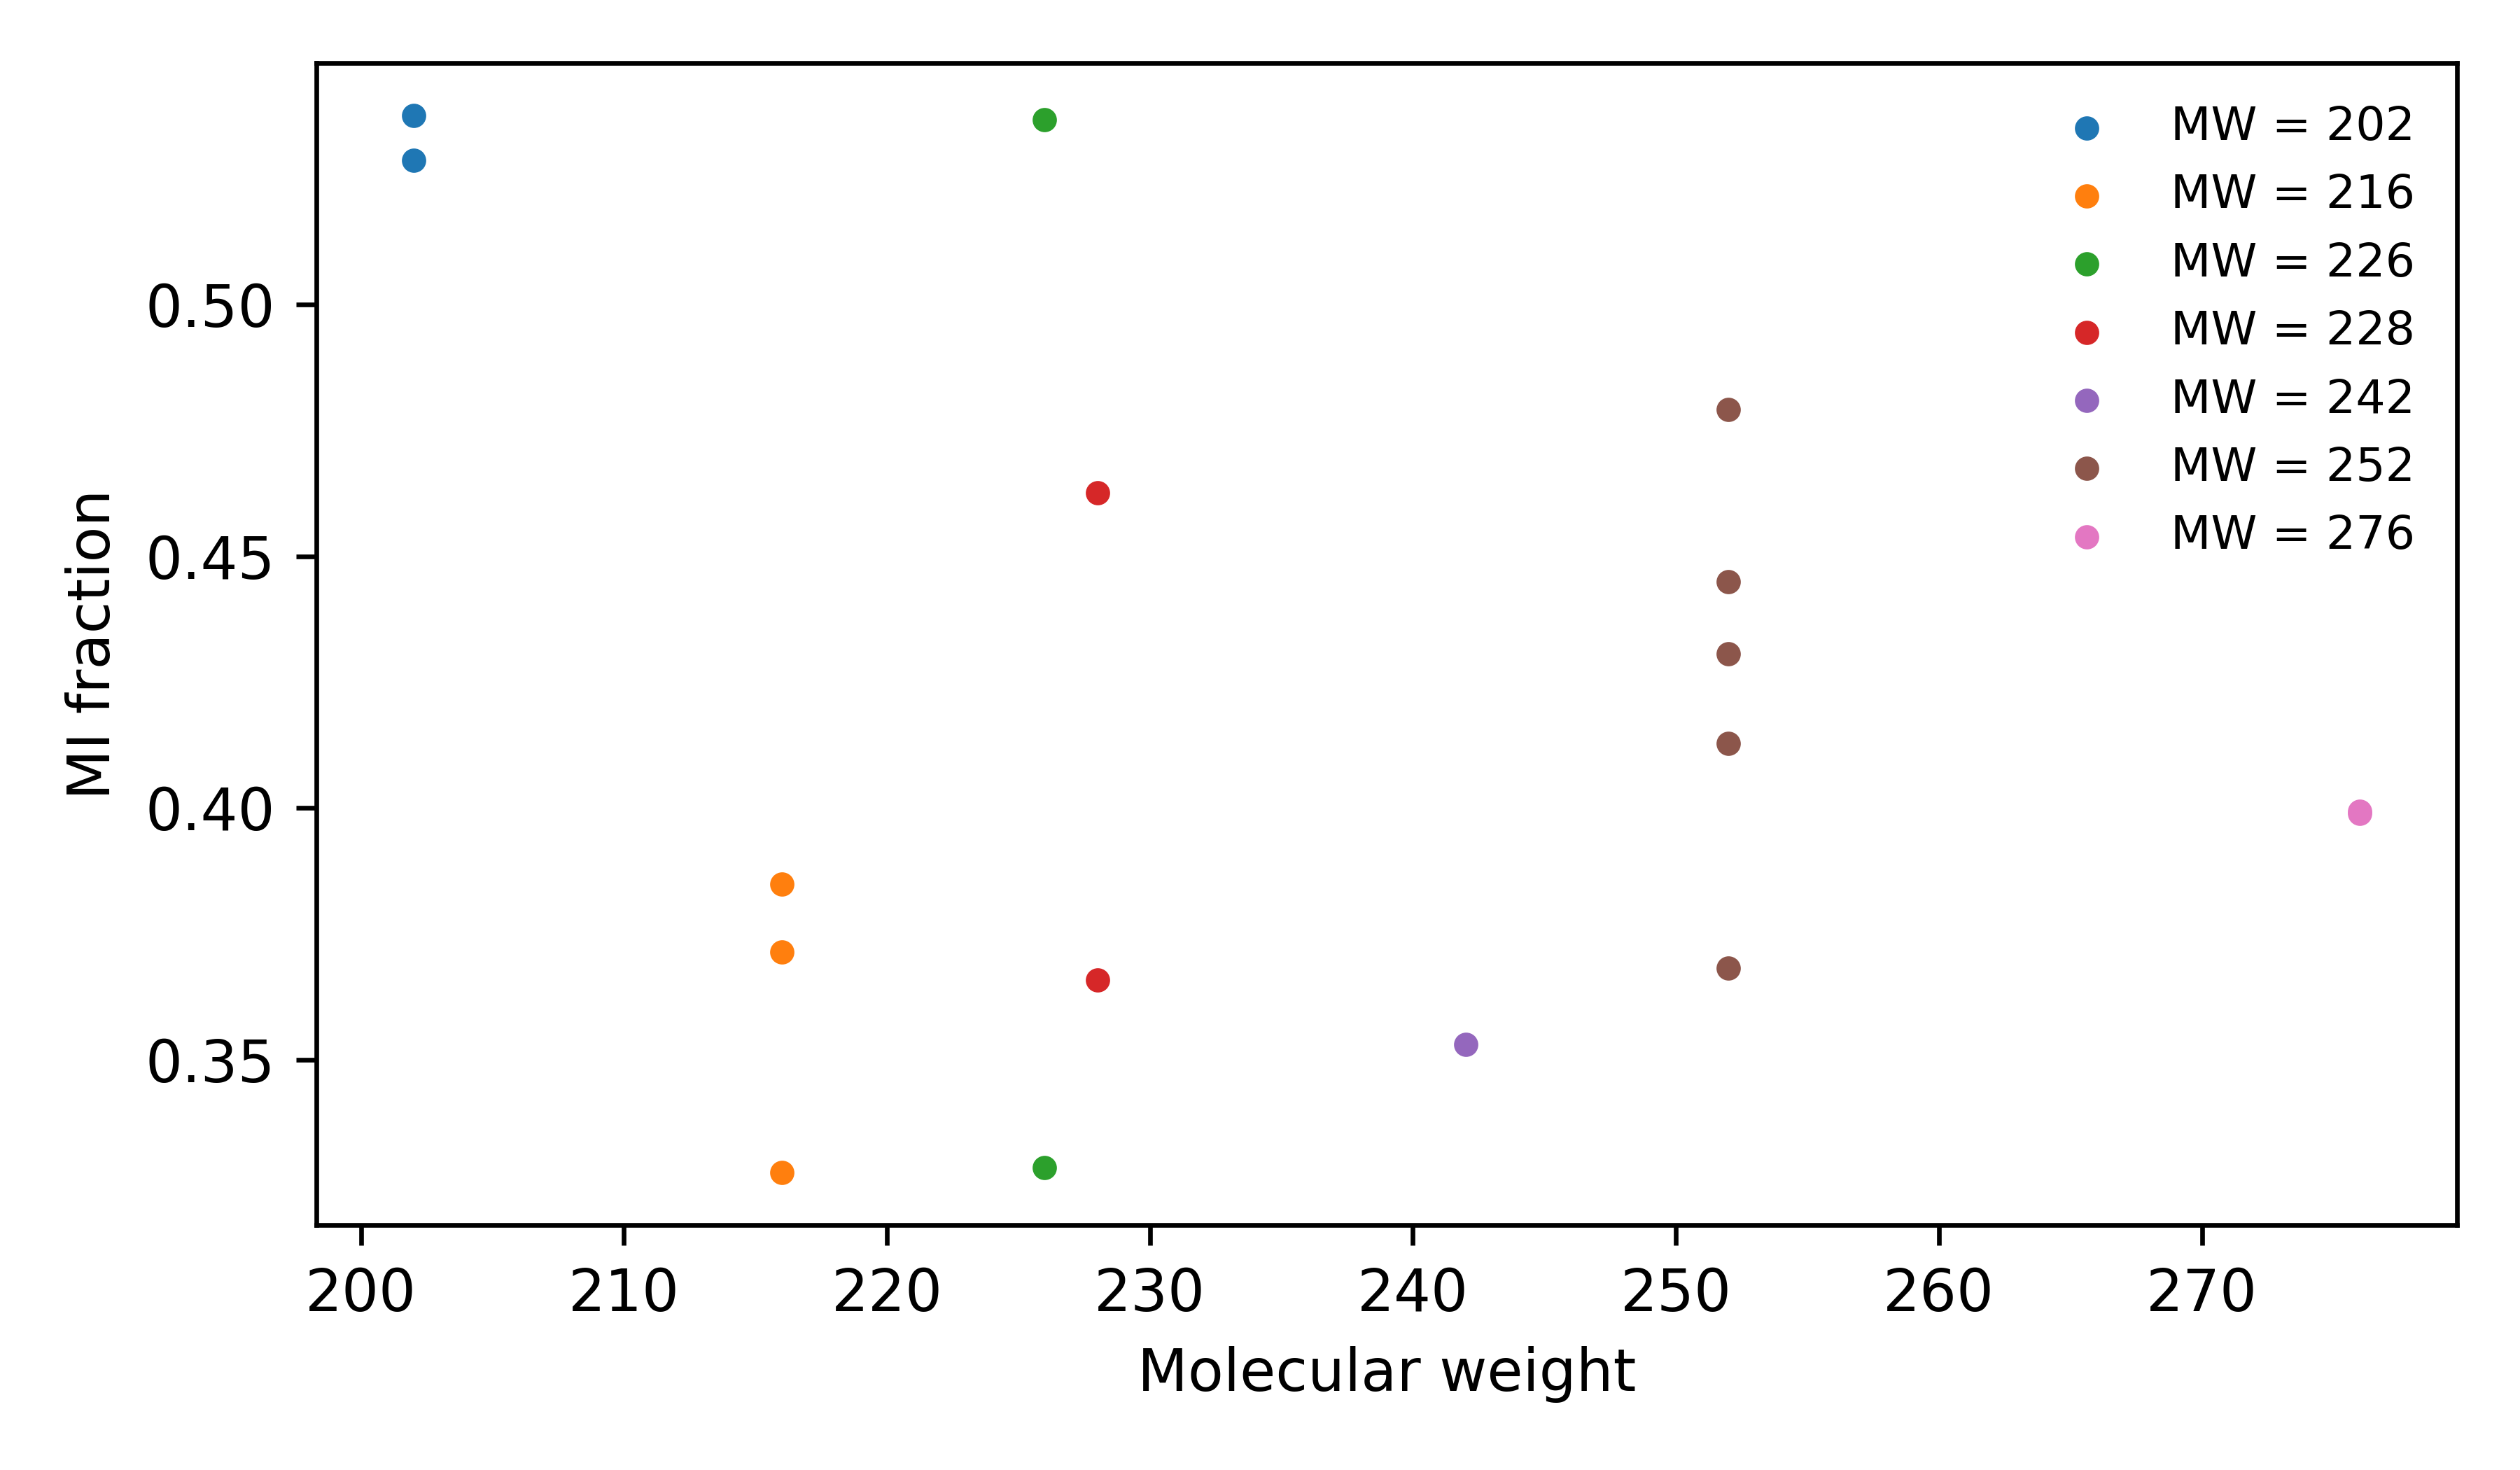 MW = 202
MW = 216
MW = 226
MW = 228
MW = 242
MW = 252
MW = 276
0.50
0.45
0.40
0.35
MI fraction
200 210 220 230 240 250 260 270
Molecular weight